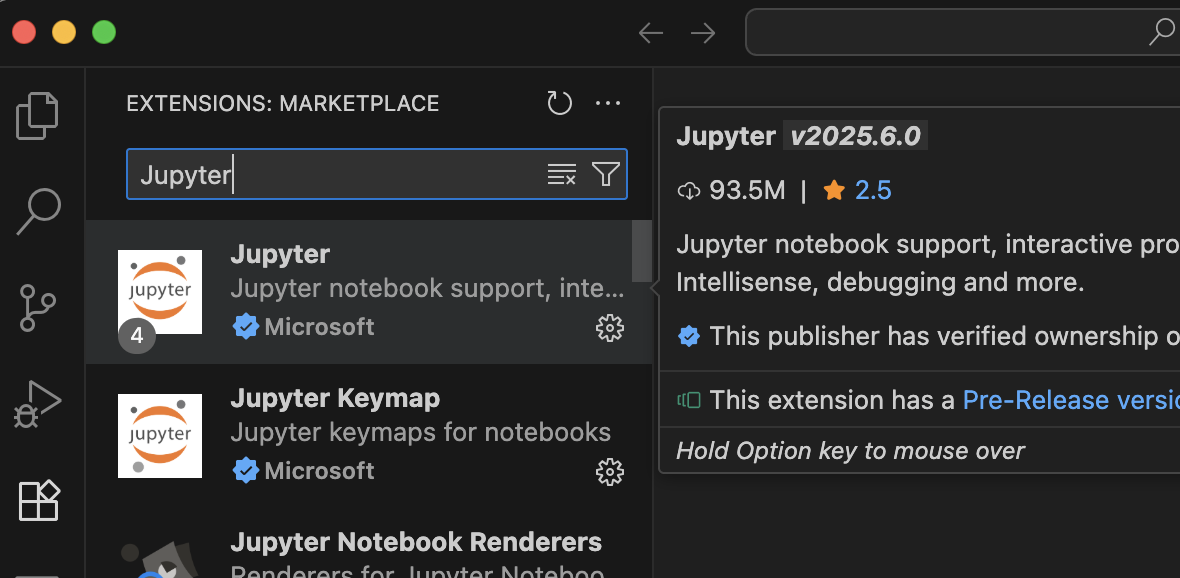 EXTENSIONS: MARKETPLACE
Jupyter
Jupyter
Jupyter notebook support, inte...
Microsoft
jupyter
4
Jupyter Keymap
Jupyter keymaps for notebooks
Microsoft
jupyter
Jupyter Notebook Renderers
Renderers for Jupyter Noteboo
Jupyter v2025.6.0
93.5M | 2.5
Jupyter notebook support, interactive pro
Intellisense, debugging and more.
This publisher has verified ownership o
This extension has a Pre-Release versi
Hold Option key to mouse over